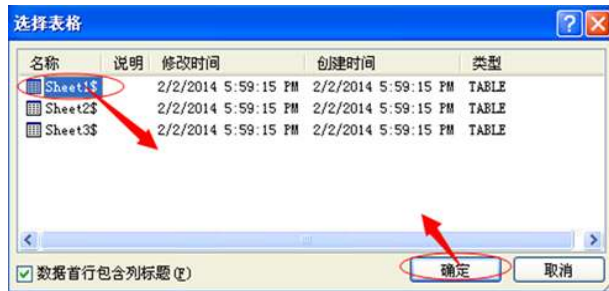 选择表格
名称 说明 修改时间 创建时间 类型
Sheet1$ 2/2/2014 5:59:15 PM 2/2/2014 5:59:15 PM TABLE
Sheet2$ 2/2/2014 5:59:15 PM 2/2/2014 5:59:15 PM TABLE
Sheet3$ 2/2/2014 5:59:15 PM 2/2/2014 5:59:15 PM TABLE
数据首行包含列标题(F) 确定 取消